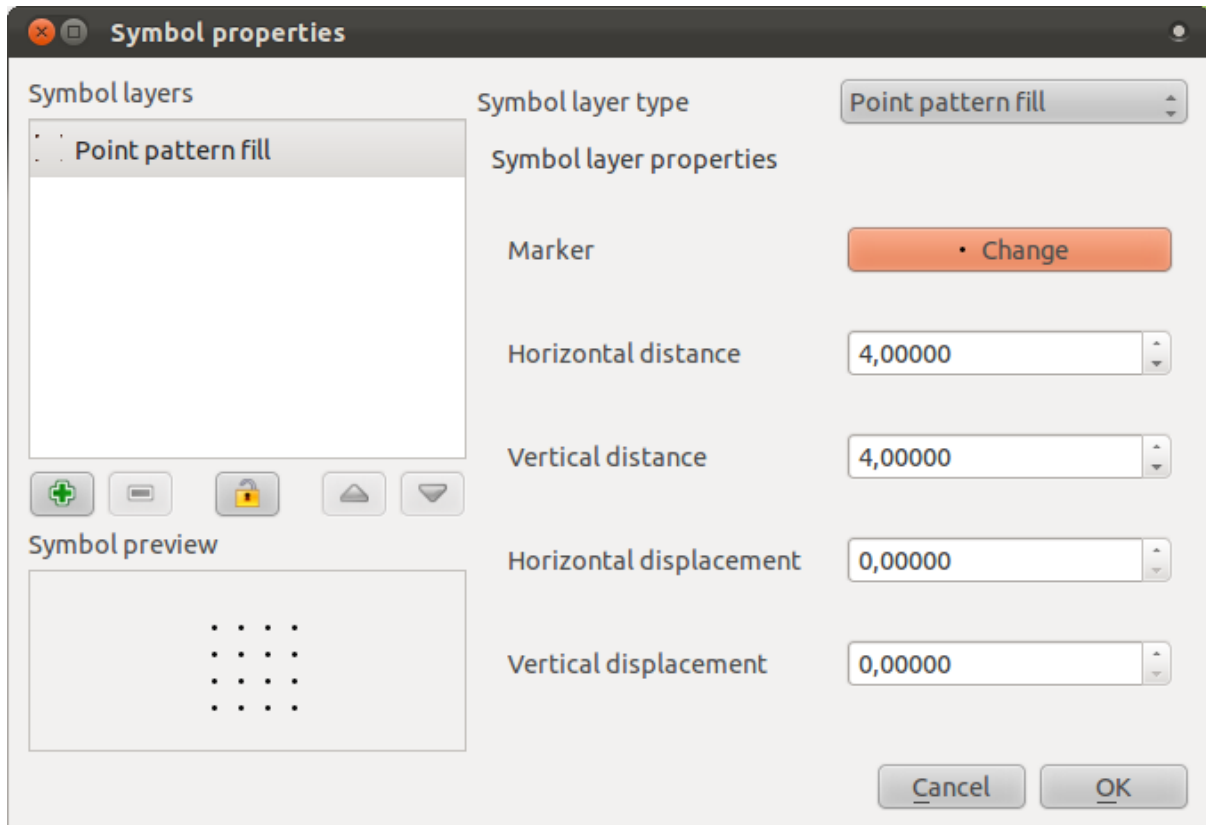 Symbol properties
Symbol layers
Point pattern fill
Symbol preview
Symbol layer type
Point pattern fill
Symbol layer properties
Marker
Change
Horizontal distance
4,00000
Vertical distance
4,00000
Horizontal displacement
0,00000
Vertical displacement
0,00000
Cancel
OK